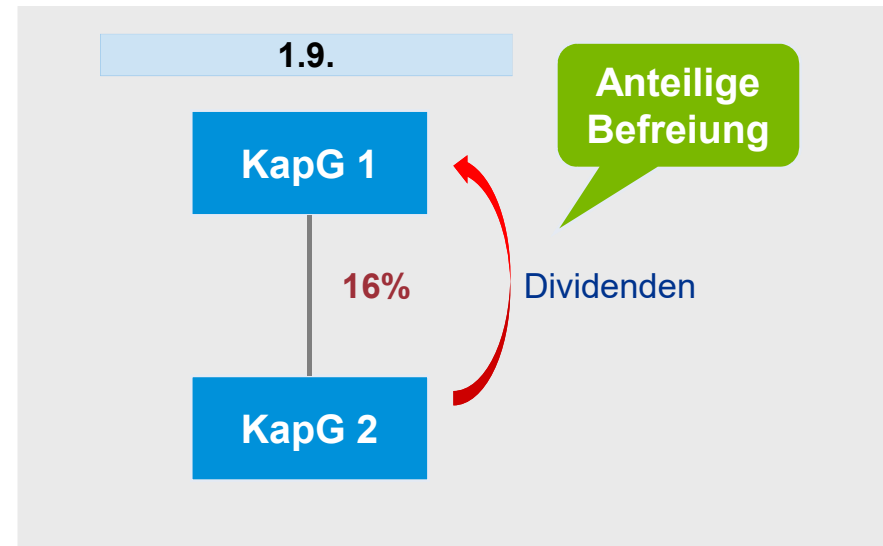 1.9.
Anteilige
Befreiung
KapG 1
16%
Dividenden
KapG 2